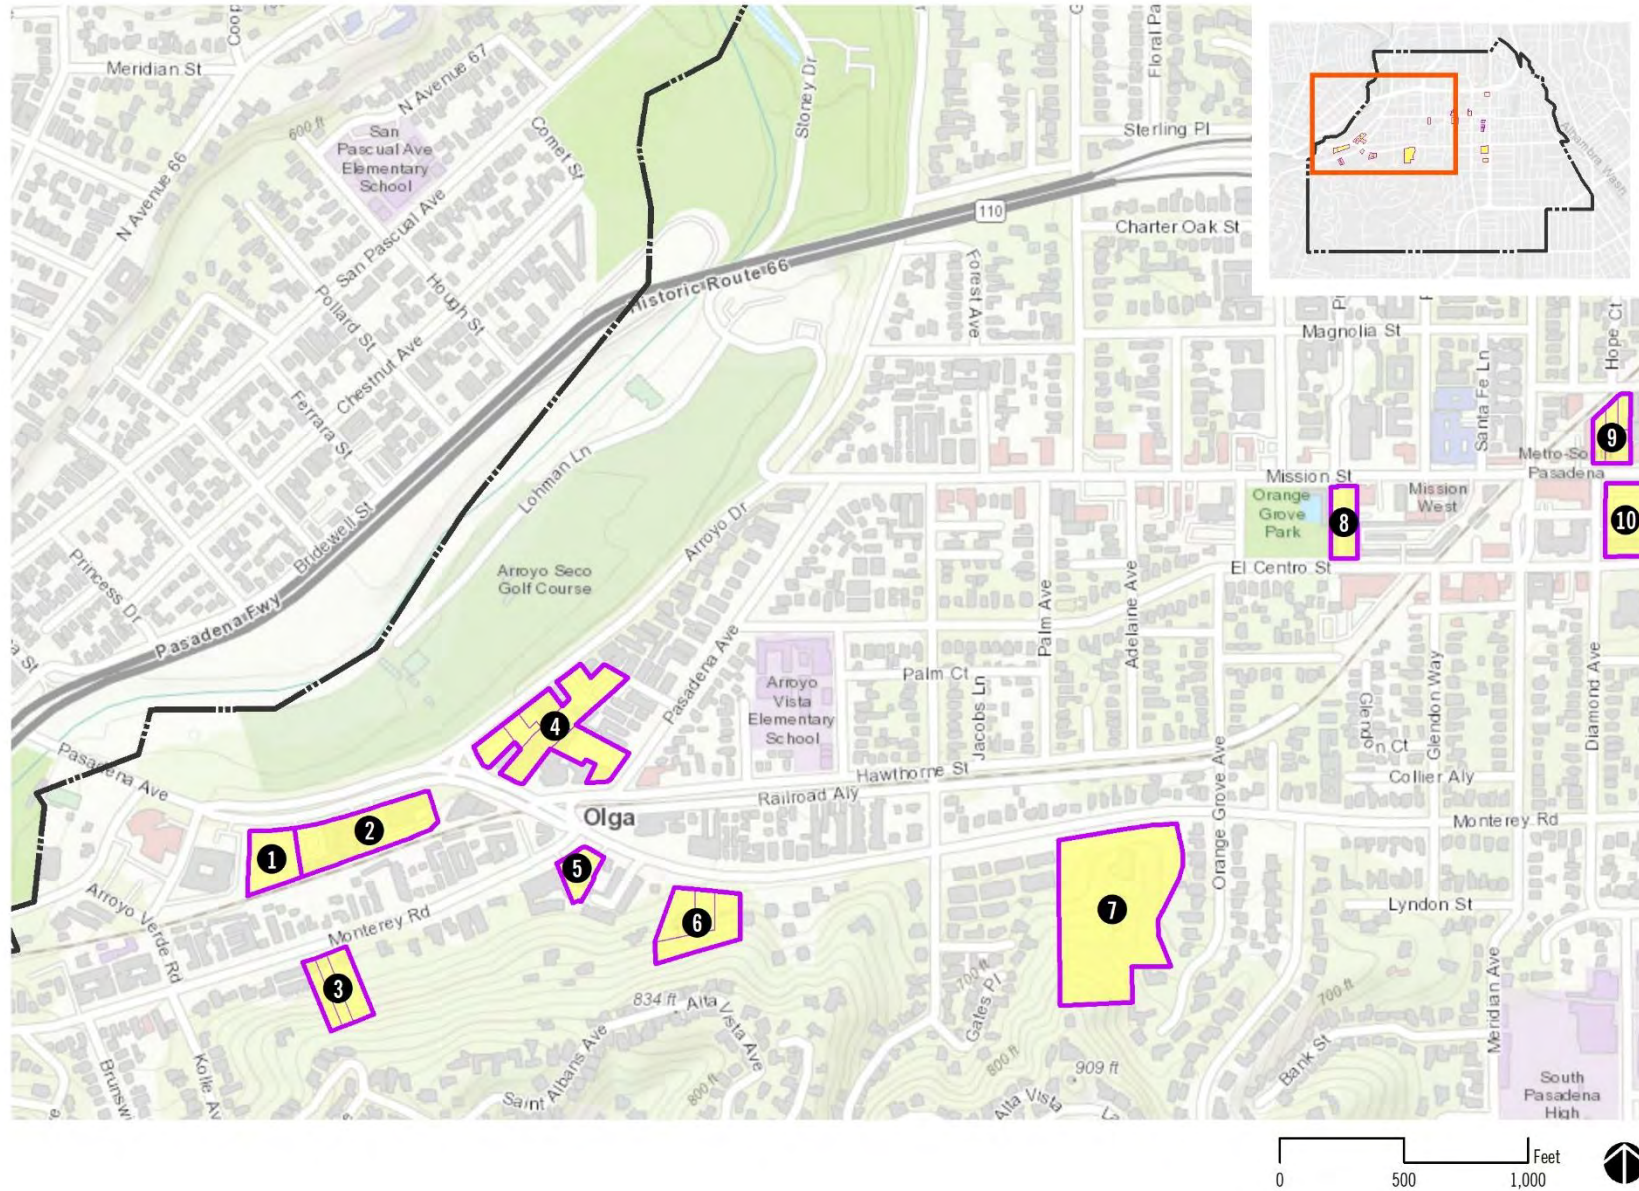 Meridian St
N Avenue 67
Stoney Dr
600 ft
San
Pascual Ave
Elementary
School
Comet St
Sterling Pl
N Avenue 66
San Pascual Ave
110
Charter Oak St
Alhambra Wash
Hough St
Pollard St
Historic Route 66
Forest Ave
Magnolia St
Hope Ct
Chestnut Ave
Ferrara St
Santa Fe Ln
9
Lohman Ln
Pasadena
Mission St
Mission
West
Orange
Grove
Park
8
10
Bridewell St
Arroyo Dr
El Centro St
Princess Dr
Arroyo Seco
Golf Course
Pasadena Fwy
Palm Ave
Adelaine Ave
Pasadena Ave
Palm Ct
Arroyo
Vista
Elementary
School
Jacobs Ln
Glendon Ct
Glendon Way
Diamond Ave
4
Pasadena Ave
Hawthorne St
Railroad Aly
Orange Grove Ave
Collier Aly
Olga
Monterey Rd
1
2
5
6
7
Lyndon St
Arroyo Verde Rd
Monterey Rd
3
834 ft
Alta Vista Ave
700 ft
Gates Pl
700 ft
Meridian Ave
Saint Albans Ave
800 ft
800 ft
909 ft
Alta Vista
Bank St
South
Pasadena
High
0
500
1,000
Feet